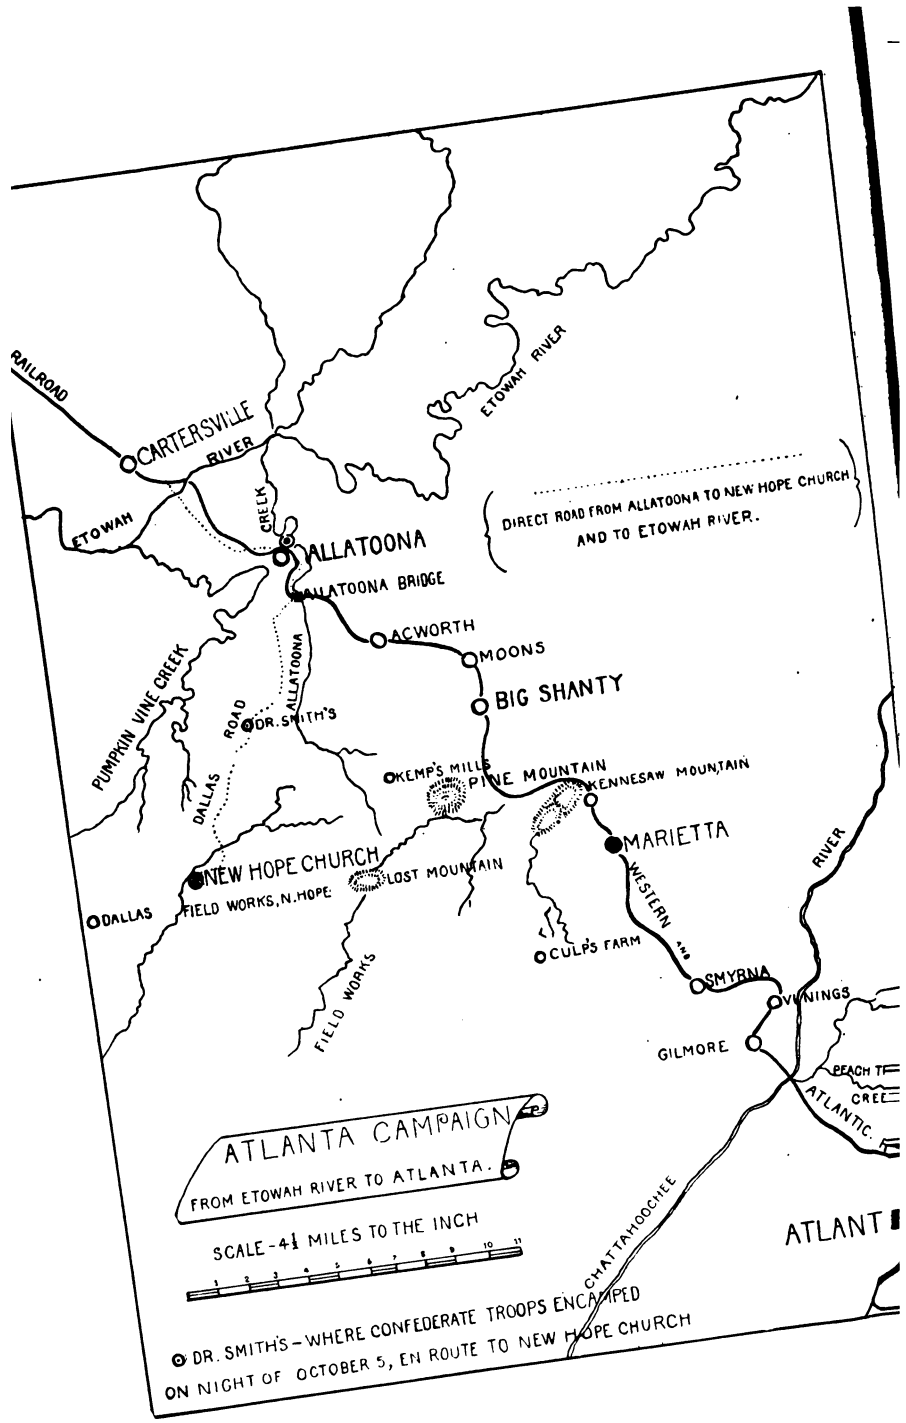 RAILROAD
CARTERSVILLE
RIVER
ETOWAH RIVER
ETOWAH
CREEK
DIRECT ROAD FROM ALLATOONA TO NEW HOPE CHURCH
AND TO ETOWAH RIVER.
ALLATOONA
ALLATOONA BRIDGE
ACWORTH
MOONS
ALLATOONA
BIG SHANTY
PUMPKIN VINE CREEK
ROAD
DR. SMITH'S
KEMP'S MILLS
PINE MOUNTAIN
KENNESAW MOUNTAIN
DALLAS
MARIETTA
RIVER
NEW HOPE CHURCH
LOST MOUNTAIN
WESTERN AND
FIELD WORKS, N. HOPE
DALLAS
CULP'S FARM
SMYRNA
VININGS
FIELD WORKS
GILMORE
PEACH T
CREE
ATLANTIC.
R
ATLANTA CAMPAIGN
FROM ETOWAH RIVER TO ATLANTA.
CHATTAHOOCHEE
ATLANT
SCALE-4½ MILES TO THE INCH
1 2 3 4 5 6 7 8 9 10 11
DR. SMITH'S-WHERE CONFEDERATE TROOPS ENCAMPED
ON NIGHT OF OCTOBER 5, EN ROUTE TO NEW HOPE CHURCH